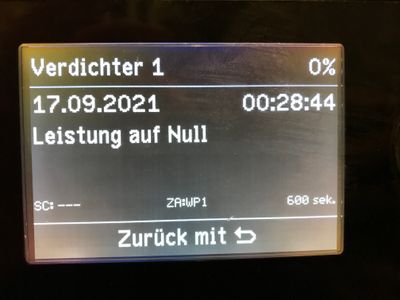 Verdichter 1 0%
17.09.2021 00:28:44
Leistung auf Null
SC: --- ZA:WP1 600 sek.
Zurück mit ⮌